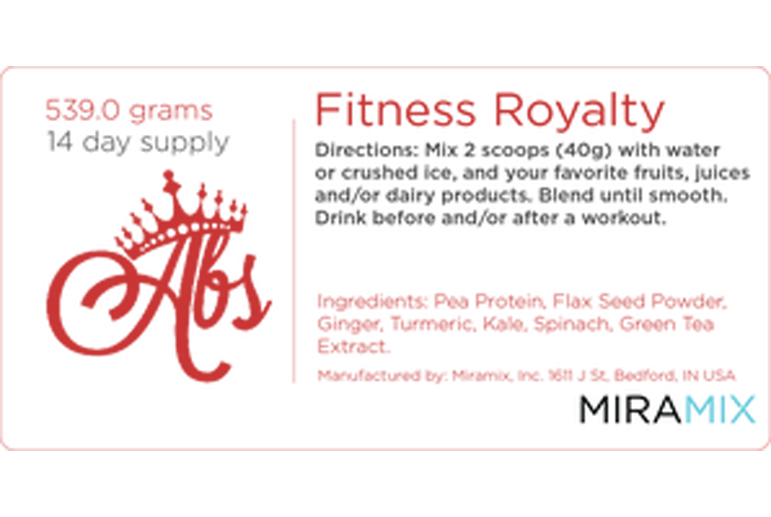 539.0 grams
14 day supply
Abs
Fitness Royalty
Directions: Mix 2 scoops (40g) with water
or crushed ice, and your favorite fruits, juices
and/or dairy products. Blend until smooth.
Drink before and/or after a workout.
Ingredients: Pea Protein, Flax Seed Powder,
Ginger, Turmeric, Kale, Spinach, Green Tea
Extract.
Manufactured by: Miramix, Inc. 1611 J St, Bedford, IN USA
MIRAMIX